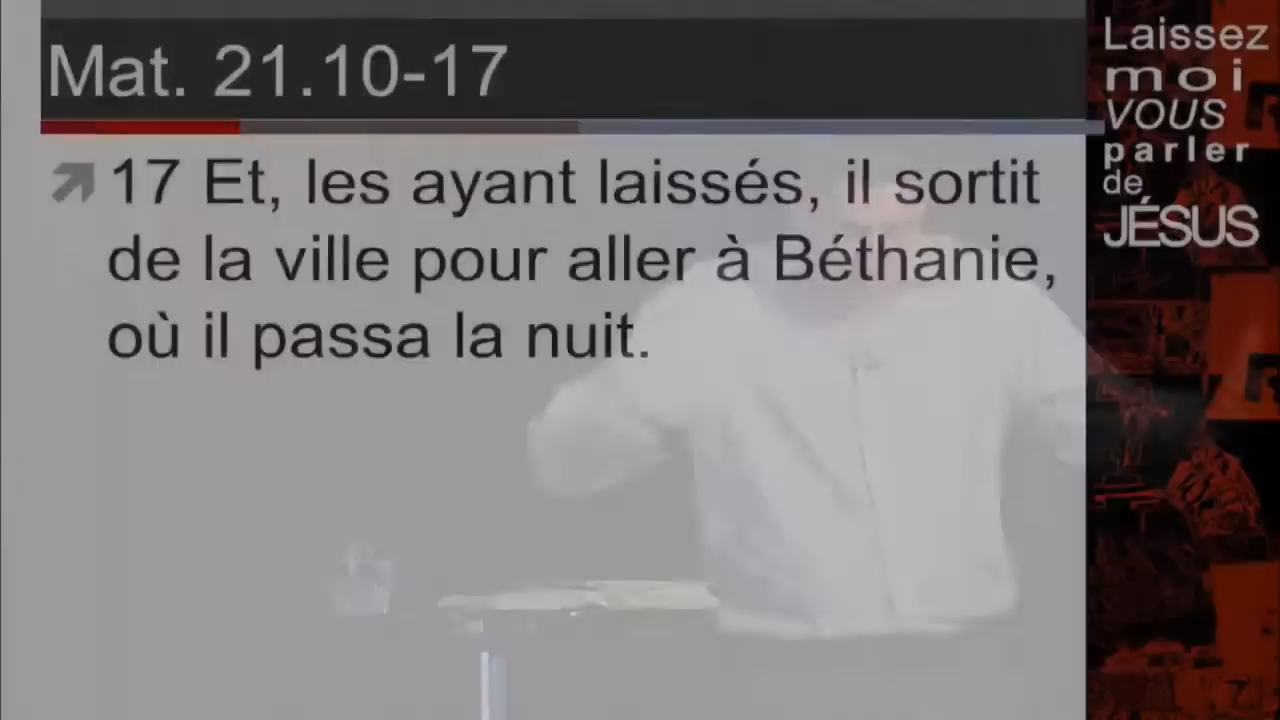 Mat. 21.10-17
17 Et, les ayant laissés, il sortit
de la ville pour aller à Béthanie,
où il passa la nuit.
Laissez
moi
VOUS
parler
de
JÉSUS